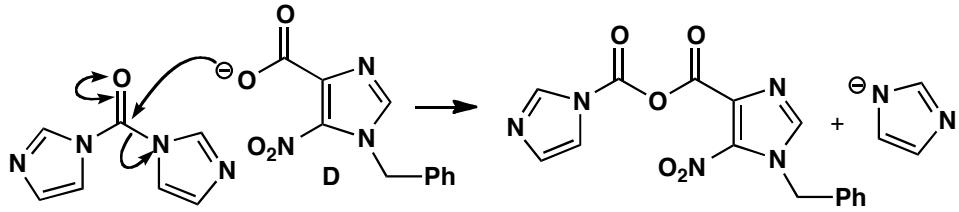 O O O O
⊖ O N N ⊖ N
O N N N O N N
N N O₂N N N O₂N N + N
D Ph Ph